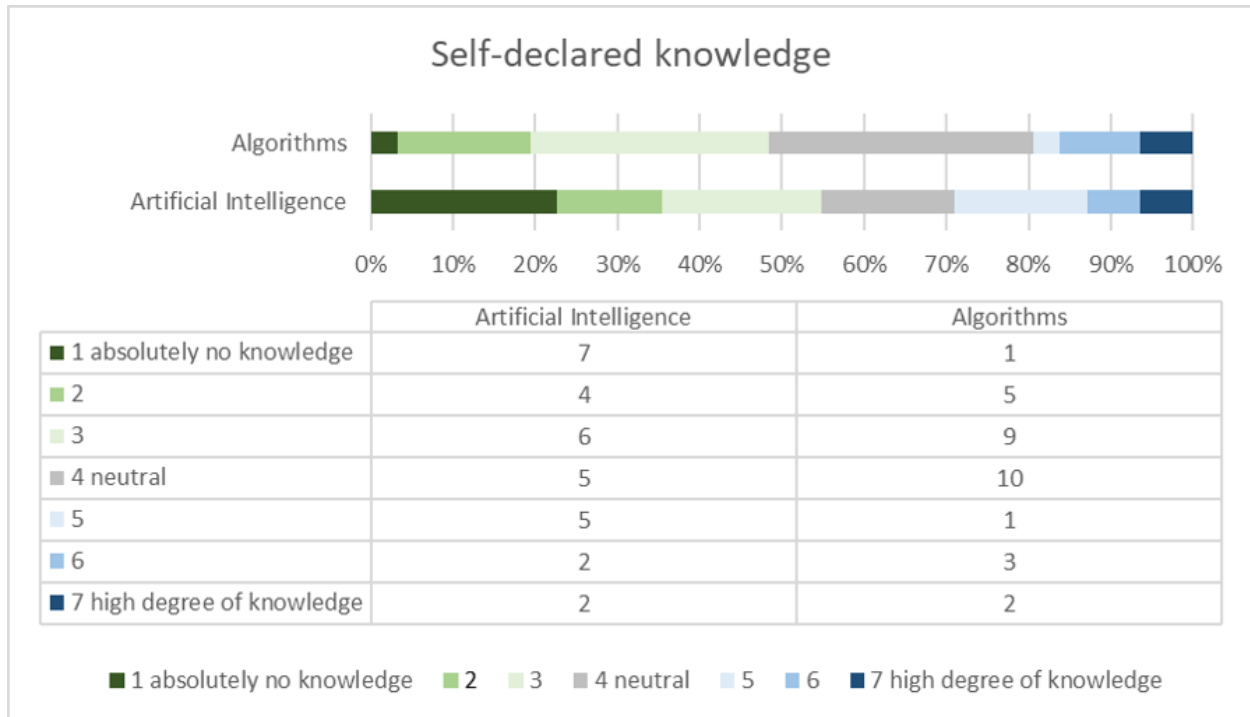 Self-declared knowledge
Algorithms
Artificial Intelligence
0% 10% 20% 30% 40% 50% 60% 70% 80% 90% 100%
Artificial Intelligence Algorithms
1 absolutely no knowledge 7 1
2 4 5
3 6 9
4 neutral 5 10
5 5 1
6 2 3
7 high degree of knowledge 2 2
1 absolutely no knowledge 2 3 4 neutral 5 6 7 high degree of knowledge